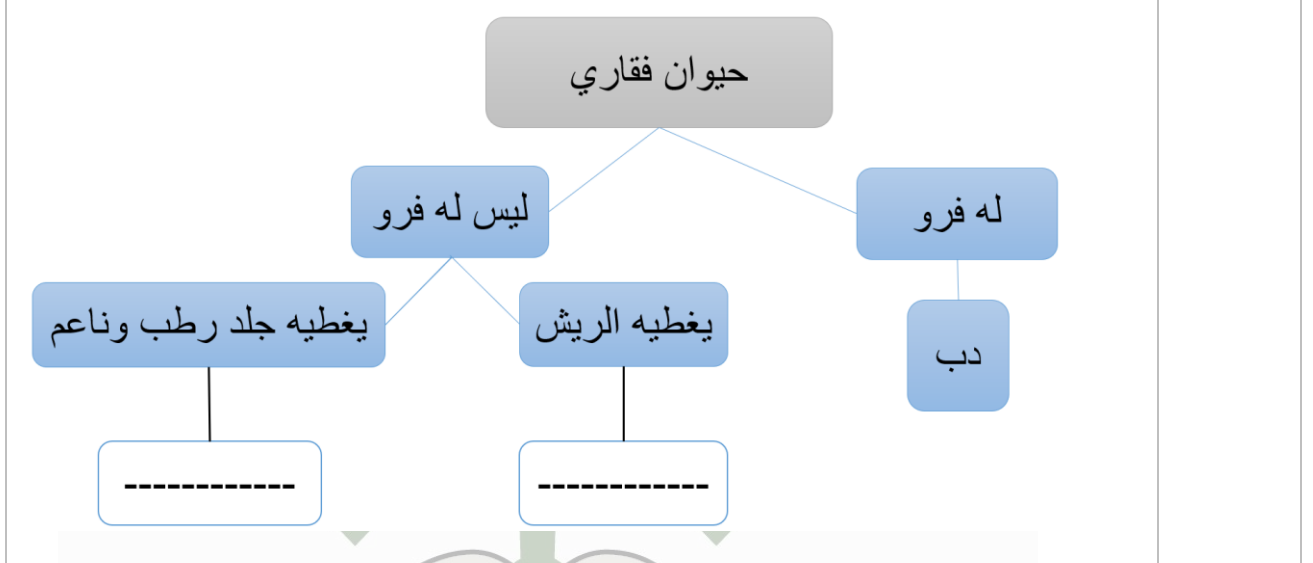 حيوان فقاري
له فرو
ليس له فرو
دب
يغطيه الريش
يغطيه جلد رطب وناعم
------------
------------